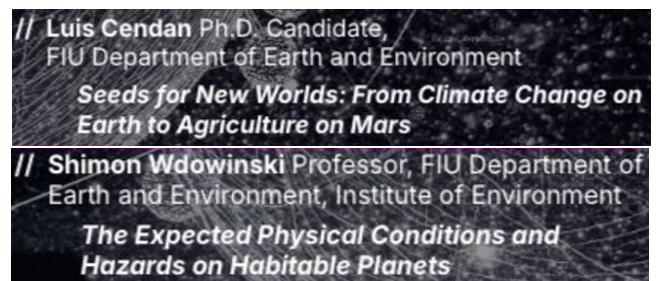 // Luis Cendan Ph.D. Candidate,
FIU Department of Earth and Environment
Seeds for New Worlds: From Climate Change on
Earth to Agriculture on Mars
// Shimon Wdowinski Professor, FIU Department of
Earth and Environment, Institute of Environment
The Expected Physical Conditions and
Hazards on Habitable Planets